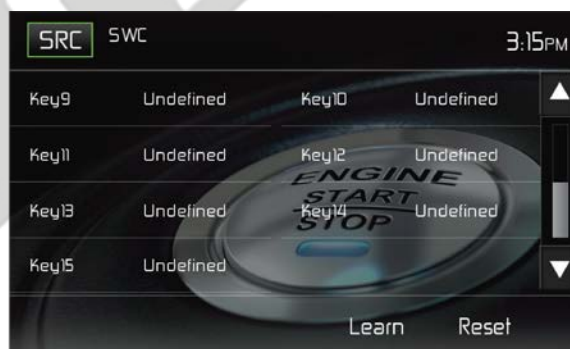 SRC SWC 3:15PM
Key9 Undefined Key10 Undefined
Key11 Undefined Key12 Undefined
ENGINE
START
Key13 Undefined Key14 Undefined
STOP
Key15 Undefined
Learn Reset